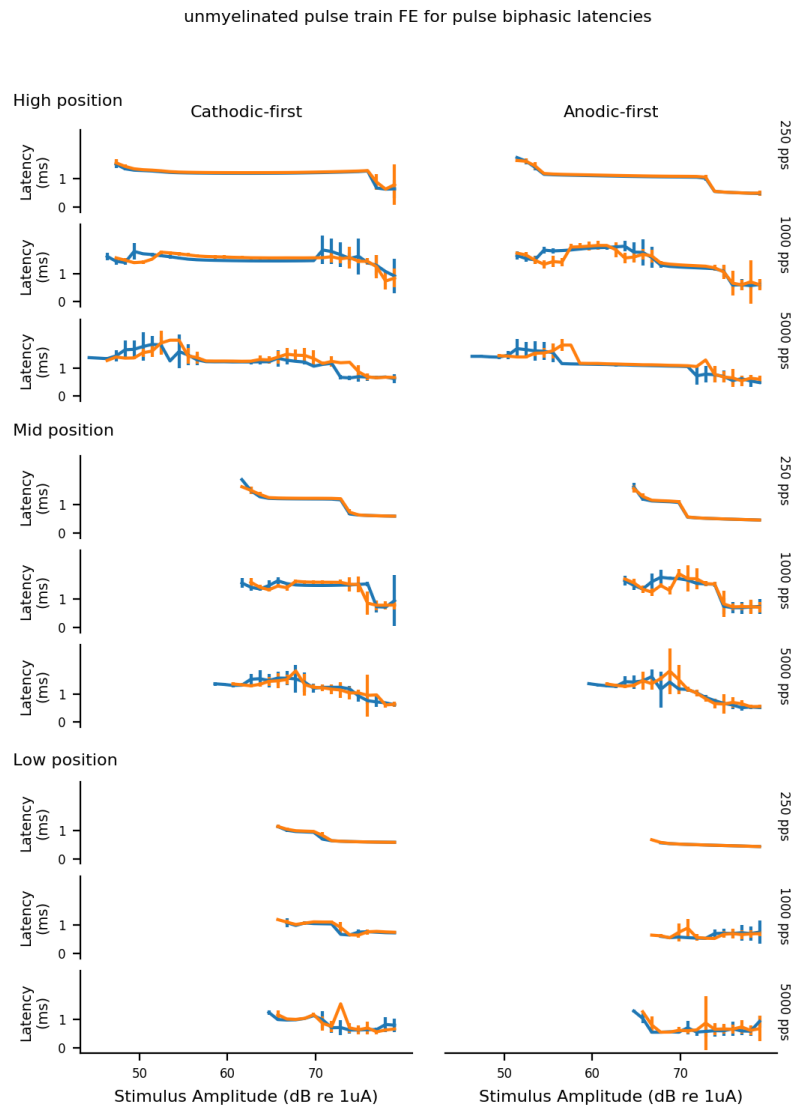 unmyelinated pulse train FE for pulse biphasic latencies
High position
Cathodic-first
Anodic-first
Latency
(ms)
1
0
250 pps
Latency
(ms)
1
0
1000 pps
Latency
(ms)
1
0
5000 pps
Mid position
Latency
(ms)
1
0
250 pps
Latency
(ms)
1
0
1000 pps
Latency
(ms)
1
0
5000 pps
Low position
Latency
(ms)
1
0
250 pps
Latency
(ms)
1
0
1000 pps
Latency
(ms)
1
0
5000 pps
50 60 70
50 60 70
Stimulus Amplitude (dB re 1uA)
Stimulus Amplitude (dB re 1uA)